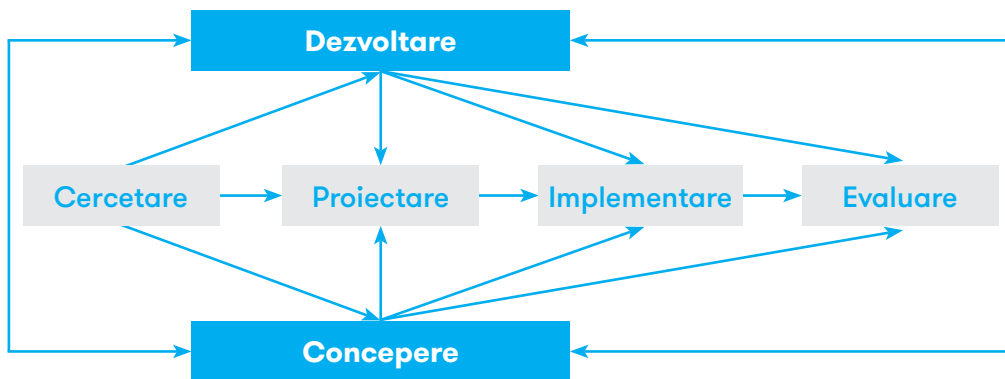 Dezvoltare
Cercetare
Proiectare
Implementare
Evaluare
Concepere